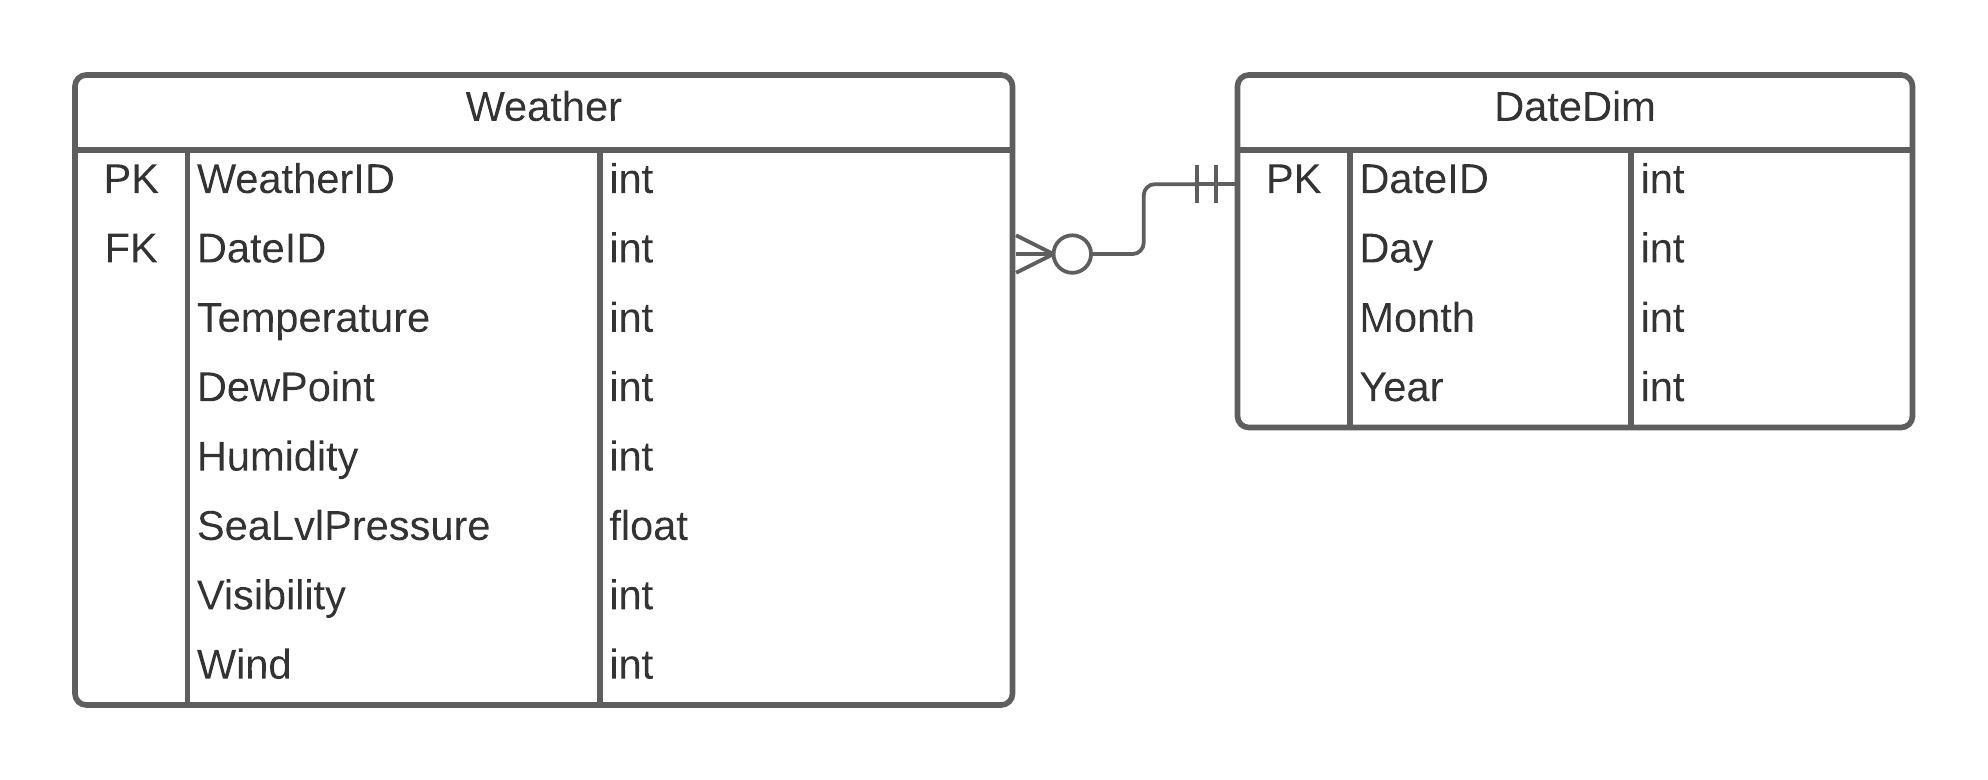 Weather
PK WeatherID int
FK DateID int
Temperature int
DewPoint int
Humidity int
SeaLvlPressure float
Visibility int
Wind int
DateDim
PK DateID int
Day int
Month int
Year int